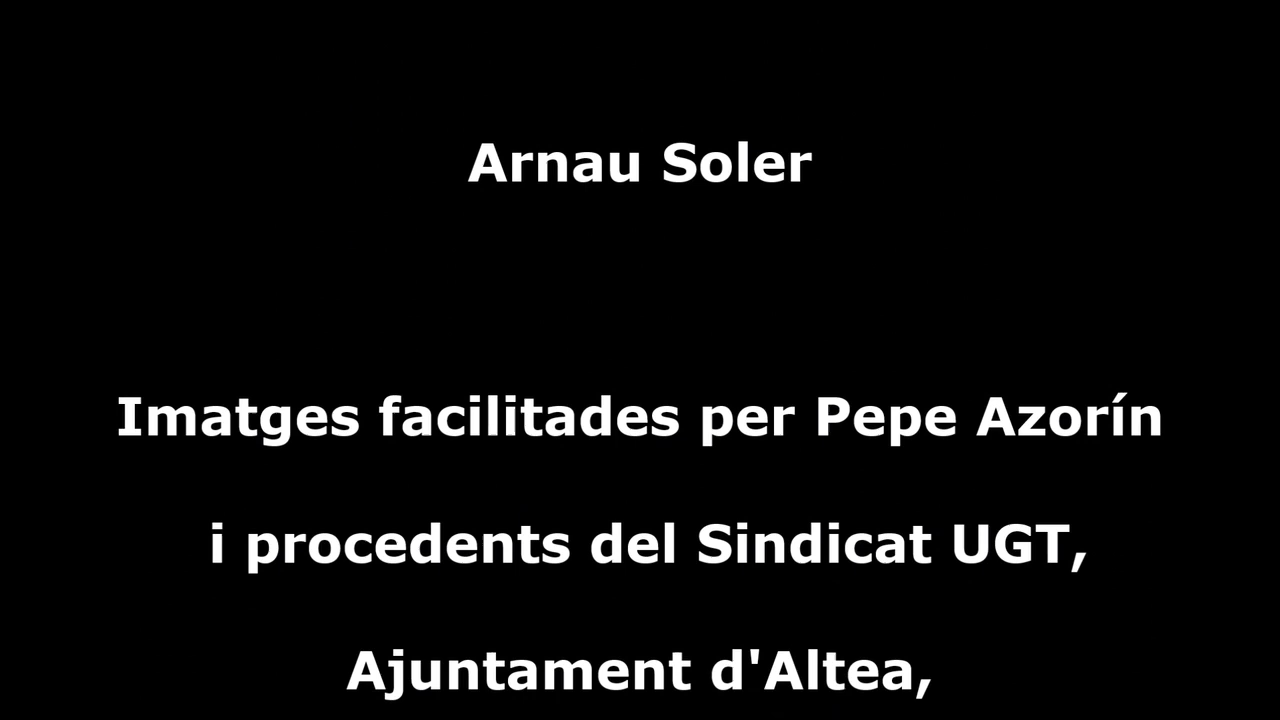 Arnau Soler
Imatges facilitades per Pepe Azorín
i procedents del Sindicat UGT,
Ajuntament d'Altea,